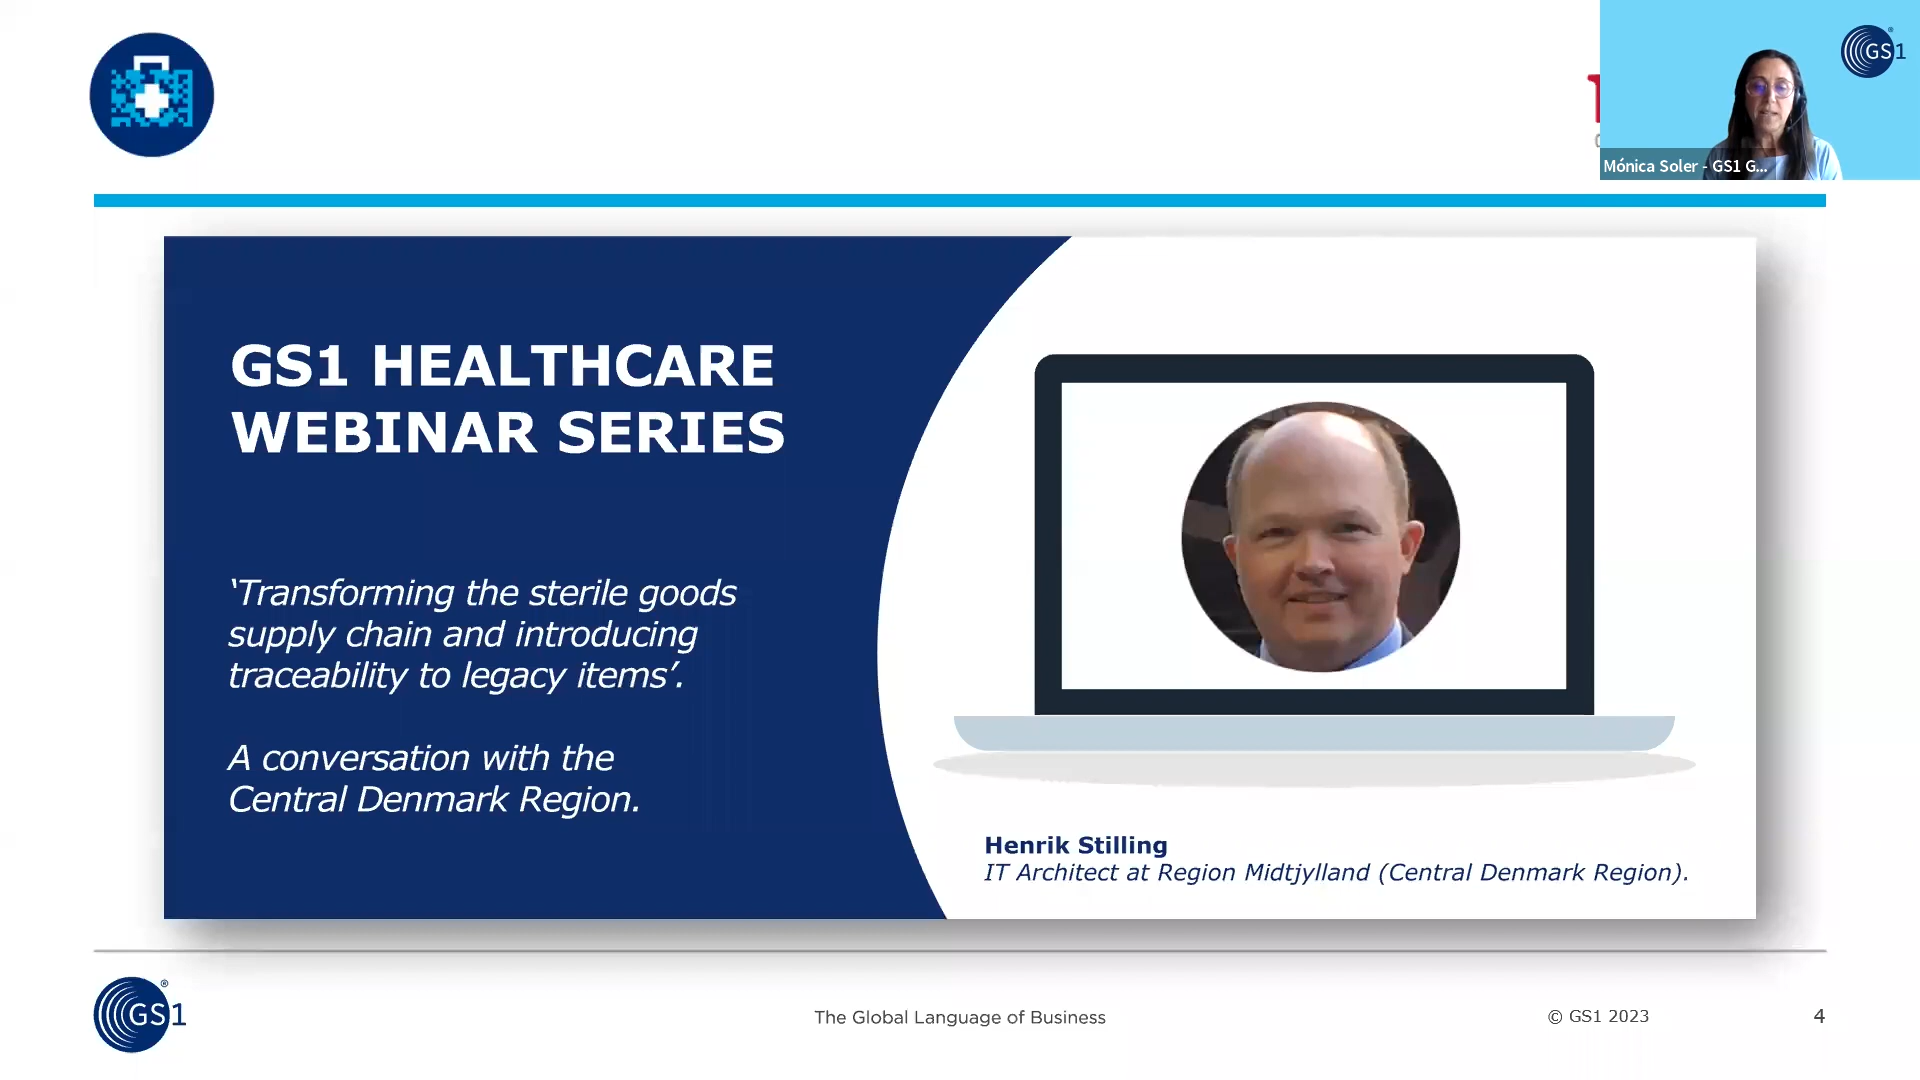 GS1
Mónica Soler - GS1 G...
GS1 HEALTHCARE
WEBINAR SERIES
‘Transforming the sterile goods
supply chain and introducing
traceability to legacy items’.
A conversation with the
Central Denmark Region.
Henrik Stilling
IT Architect at Region Midtjylland (Central Denmark Region).
GS1
The Global Language of Business
© GS1 2023
4